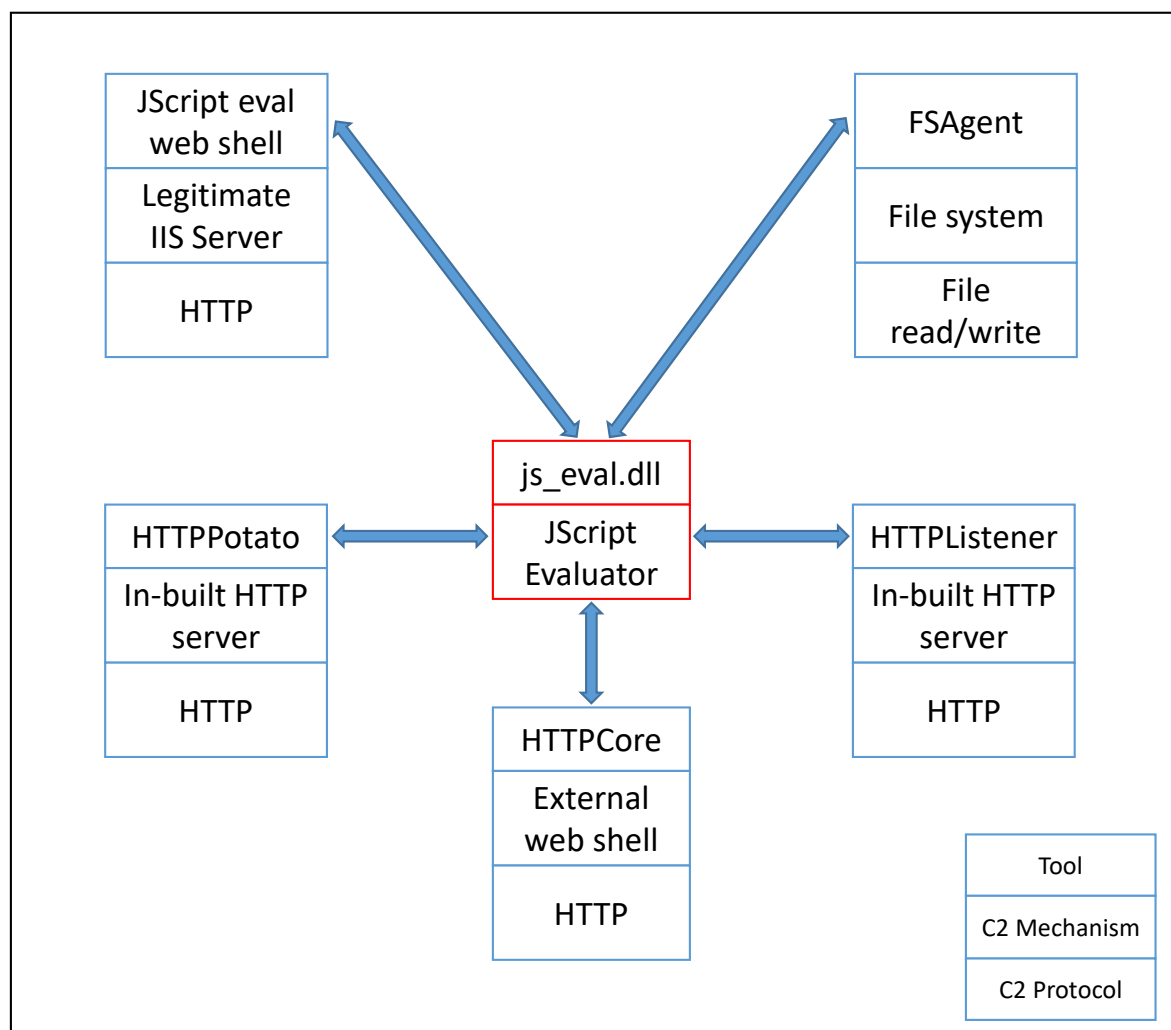 JScript eval
web shell
Legitimate
IIS Server
HTTP
FSAgent
File system
File
read/write
js_eval.dll
JScript
Evaluator
HTTPPotato
In-built HTTP
server
HTTP
HTTPListener
In-built HTTP
server
HTTP
HTTPCore
External
web shell
HTTP
Tool
C2 Mechanism
C2 Protocol